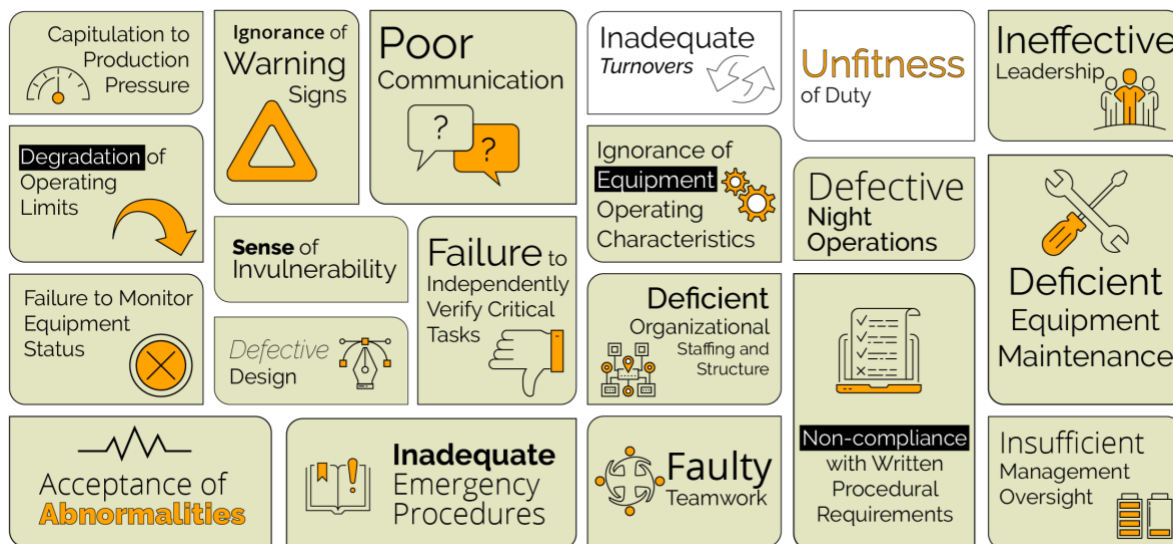 Capitulation to
Production
Pressure
Ignorance of
Warning
Signs
Poor
Communication
?
?
Inadequate
Turnovers
Unfitness
of Duty
Ineffective
Leadership
Degradation of
Operating
Limits
Ignorance of
Equipment
Operating
Characteristics
Defective
Night
Operations
Deficient
Equipment
Maintenance
Sense of
Invulnerability
Failure to
Independently
Verify Critical
Tasks
Failure to Monitor
Equipment
Status
Defective
Design
Deficient
Organizational
Staffing and
Structure
Non-compliance
with Written
Procedural
Requirements
Acceptance of
Abnormalities
Inadequate
Emergency
Procedures
Faulty
Teamwork
Insufficient
Management
Oversight